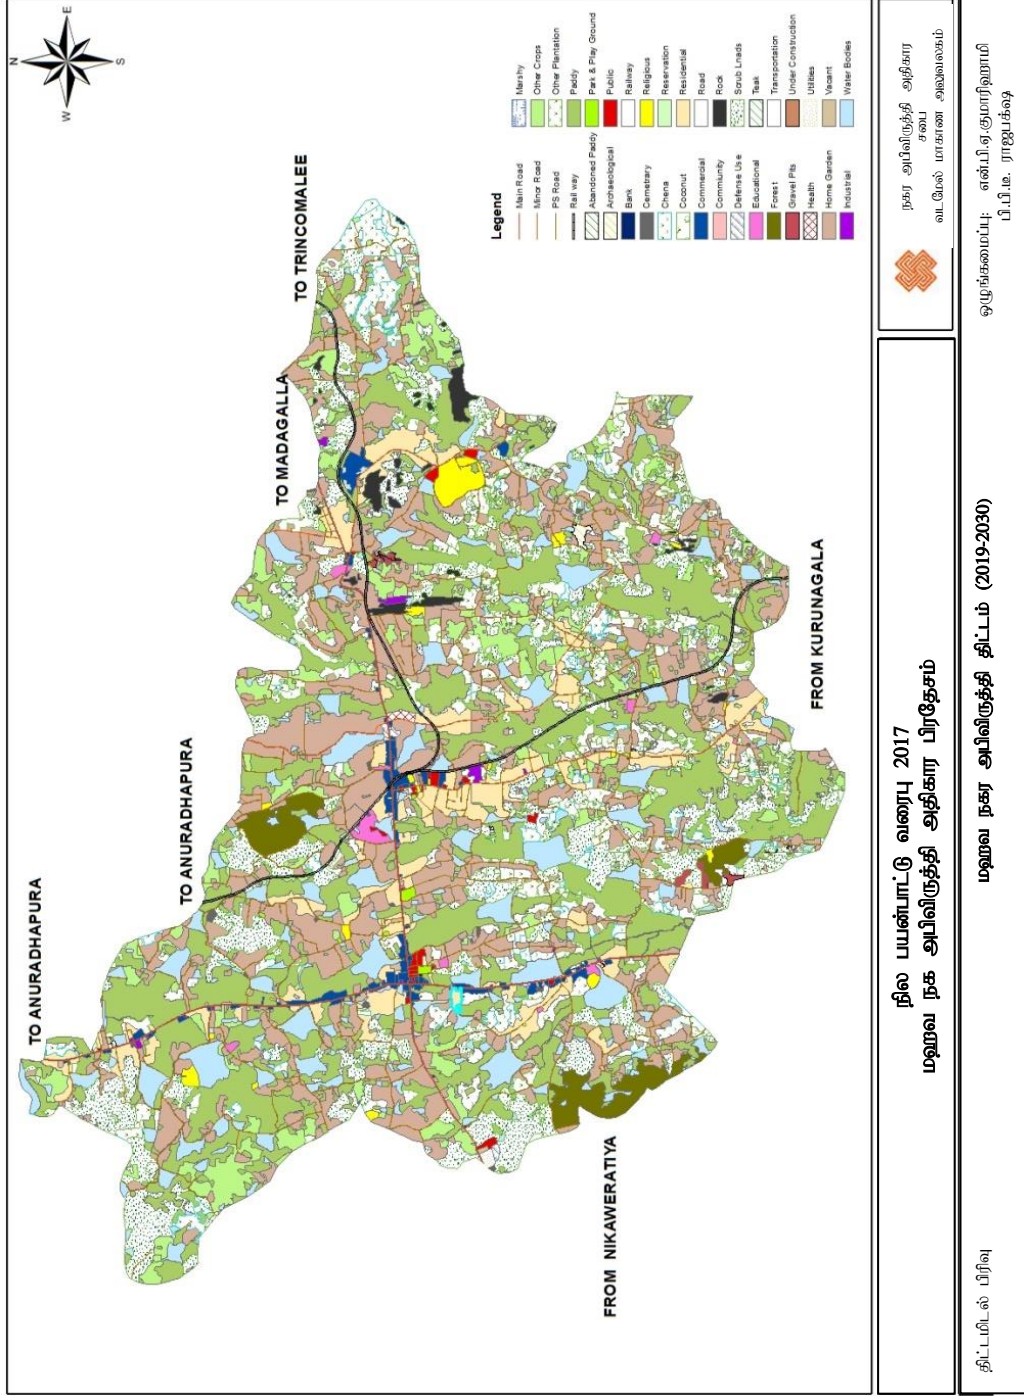 N
E
W
S
TO ANURADHAPURA
TO ANURADHAPURA
TO MADAGALLA
TO TRINCOMALEE
FROM NIKAWERATIYA
FROM KURUNAGALA
Legend
Main Road
Minor Road
PS Road
Rail way
Abandoned Paddy
Archaeological
Bank
Cemetrary
Chena
Coconut
Commercial
Community
Defense Use
Educational
Forest
Gravel Pits
Health
Home Garden
Industrial
Marshy
Other Crops
Other Plantation
Paddy
Park & Play Ground
Public
Railway
Religious
Reservation
Residential
Road
Rock
Scrub Lnads
Teak
Transportation
Under Construction
Utilities
Vacant
Water Bodies
நில பயன்பாட்டு வரைபு 2017
மஹவ நக அபிவிருத்தி அதிகார பிரதேசம்
நகர அபிவிருத்தி அதிகார
சபை
வடமேல் மாகாண அலுவலகம்
திட்டமிடல் பிரிவு
மஹவ நகர அபிவிருத்தி திட்டம் (2019-2030)
ஒழுங்கமைப்பு: என்.பி.ஏ.குமாரிஹாமி
பி.பி.டி. ராஜபக்ஷ